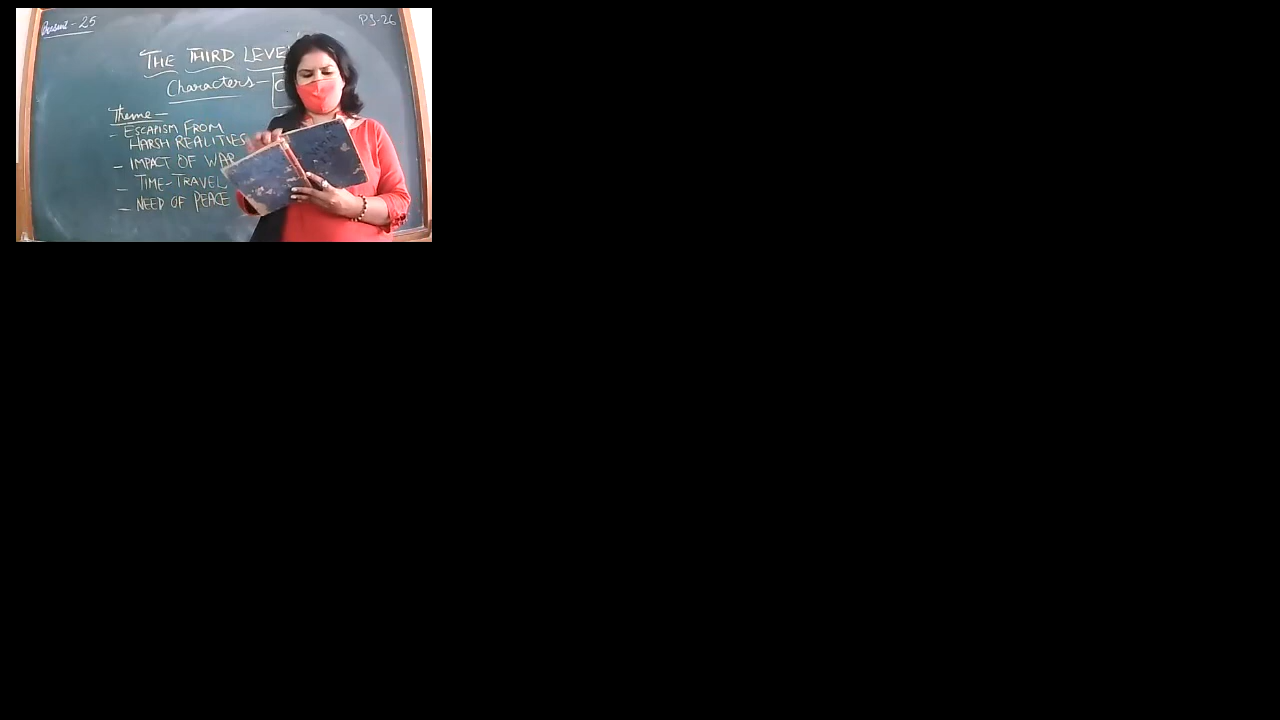 Present - 25
PS-26
THE THIRD LEVEL
Characters - C
Theme -
- ESCAPISM FROM
HARSH REALITIES
- IMPACT OF WAR
- TIME-TRAVEL
- NEED OF PEACE